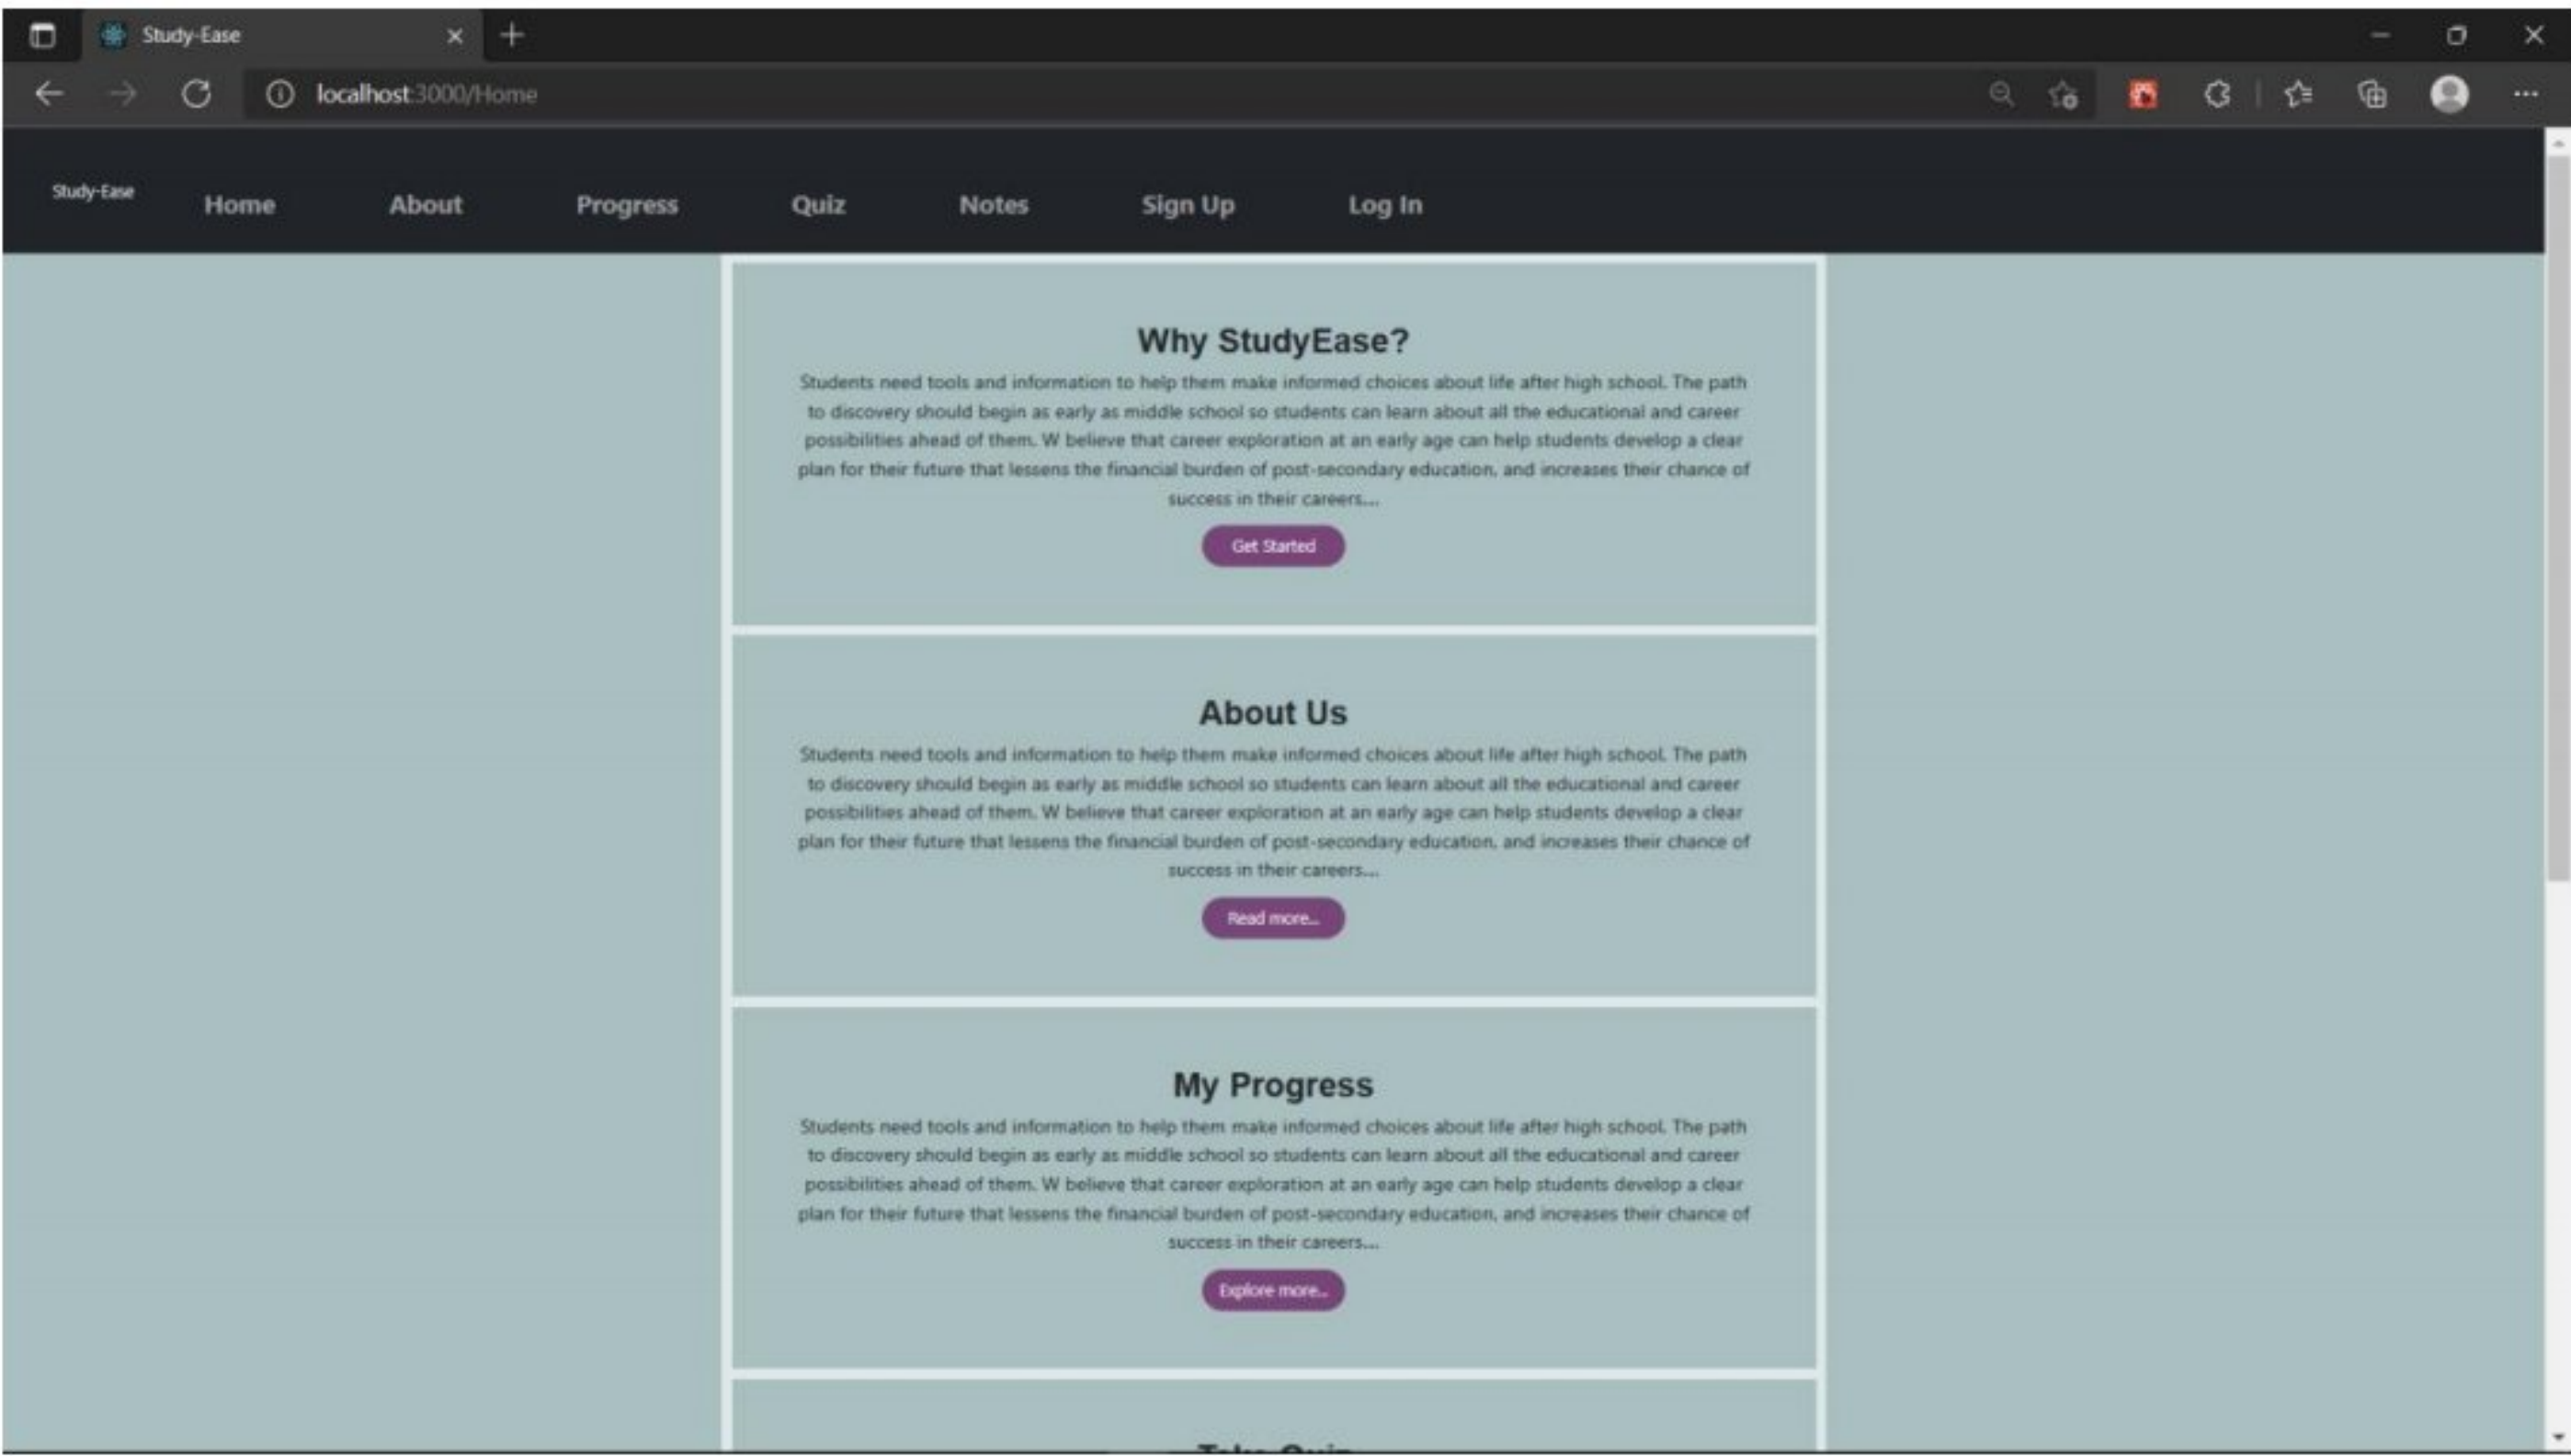 Study-Ease
localhost:3000/Home
Study-Ease Home About Progress Quiz Notes Sign Up Log In
Why StudyEase?
Students need tools and information to help them make informed choices about life after high school. The path
to discovery should begin as early as middle school so students can learn about all the educational and career
possibilities ahead of them. W believe that career exploration at an early age can help students develop a clear
plan for their future that lessens the financial burden of post-secondary education, and increases their chance of
success in their careers....
Get Started
About Us
Students need tools and information to help them make informed choices about life after high school. The path
to discovery should begin as early as middle school so students can learn about all the educational and career
possibilities ahead of them. W believe that career exploration at an early age can help students develop a clear
plan for their future that lessens the financial burden of post-secondary education, and increases their chance of
success in their careers....
Read more...
My Progress
Students need tools and information to help them make informed choices about life after high school. The path
to discovery should begin as early as middle school so students can learn about all the educational and career
possibilities ahead of them. W believe that career exploration at an early age can help students develop a clear
plan for their future that lessens the financial burden of post-secondary education, and increases their chance of
success in their careers....
Explore more...
Take Quiz